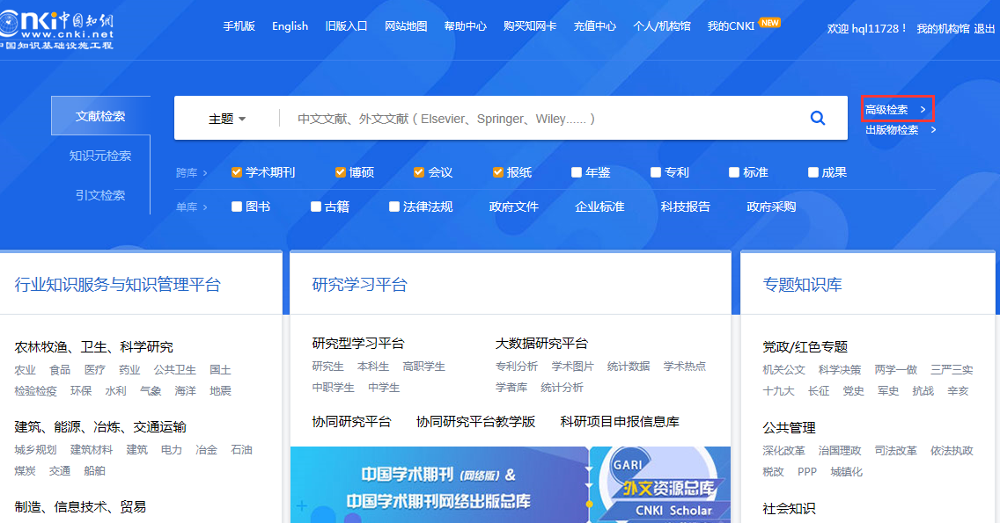 cnki 中国知网
www.cnki.net
中国知识基础设施工程
手机版 English 旧版入口 网站地图 帮助中心 购买知网卡 充值中心 个人/机构馆 我的CNKI NEW
欢迎 hql11728！ 我的机构馆 退出
文献检索
知识元检索
引文检索
主题 中文文献、外文文献（Elsevier、Springer、Wiley......）
高级检索 >
出版物检索 >
跨库 > 学术期刊 博硕 会议 报纸 年鉴 专利 标准 成果
单库 > 图书 古籍 法律法规 政府文件 企业标准 科技报告 政府采购
行业知识服务与知识管理平台
农林牧渔、卫生、科学研究
农业 食品 医疗 药业 公共卫生 国土
检验检疫 环保 水利 气象 海洋 地震
建筑、能源、冶炼、交通运输
城乡规划 建筑材料 建筑 电力 冶金 石油
煤炭 交通 船舶
制造、信息技术、贸易
研究学习平台
研究型学习平台
研究生 本科生 高职学生
中职学生 中学生
大数据研究平台
专利分析 学术图片 统计数据 学术热点
学者库 统计分析
协同研究平台 协同研究平台教学版 科研项目申报信息库
中国学术期刊（网络版）&
中国学术期刊网络出版总库
GARI
外文资源总库
CNKI Scholar
专题知识库
党政/红色专题
机关公文 科学决策 两学一做 三严三实
十九大 长征 党史 军史 抗战 辛亥
公共管理
深化改革 治国理政 司法改革 依法执政
税改 PPP 城镇化
社会知识